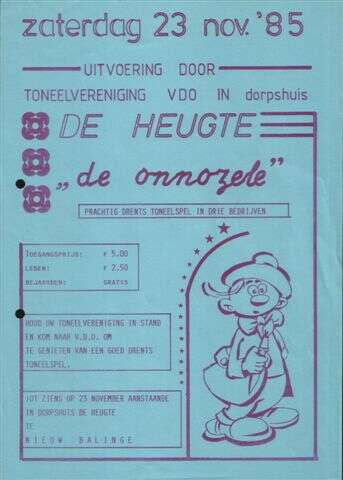 zaterdag 23 nov. '85
UITVOERING DOOR
TONEELVERENIGING VDO IN dorpshuis
DE HEUGTE
„de onnozele"
PRACHTIG DRENTS TONEELSPEL IN DRIE BEDRIJVEN
TOEGANGSPRIJS: F 5.00
LEDEN: F 2.50
BEJAARDEN: GRATIS
HOUD UW TONEELVERENIGING IN STAND
EN KOM NAAR V.D.O. OM
TE GENIETEN VAN EEN GOED DRENTS
TONEELSPEL.
TOT ZIENS OP 23 NOVEMBER AANSTAANDE
IN DORPSHUIS DE HEUGTE
TE
NIEUW BALINGE